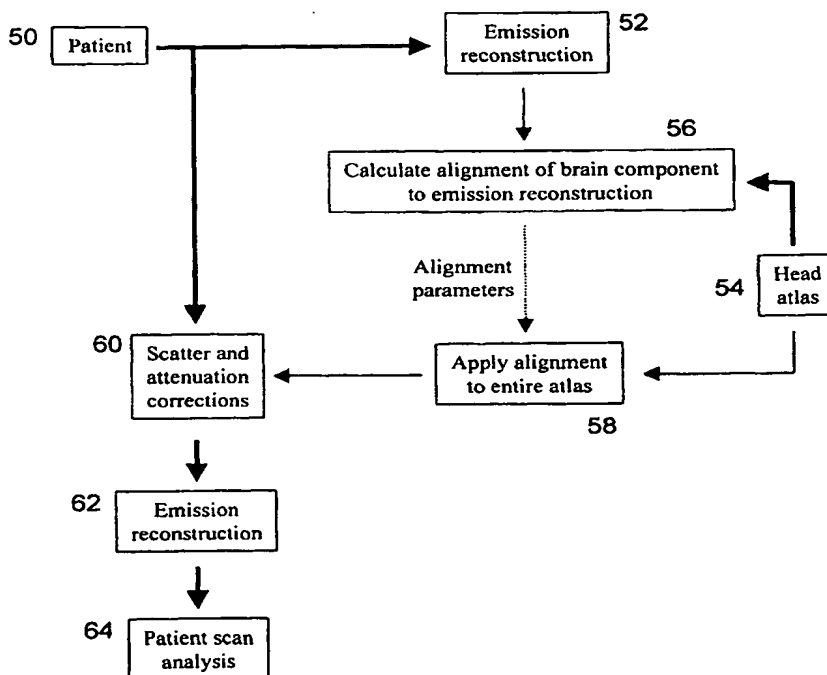 50
Patient
Emission
reconstruction
52
56
Calculate alignment of brain component
to emission reconstruction
Alignment
parameters
54
Head
atlas
60
Scatter and
attenuation
corrections
Apply alignment
to entire atlas
58
62
Emission
reconstruction
64
Patient scan
analysis